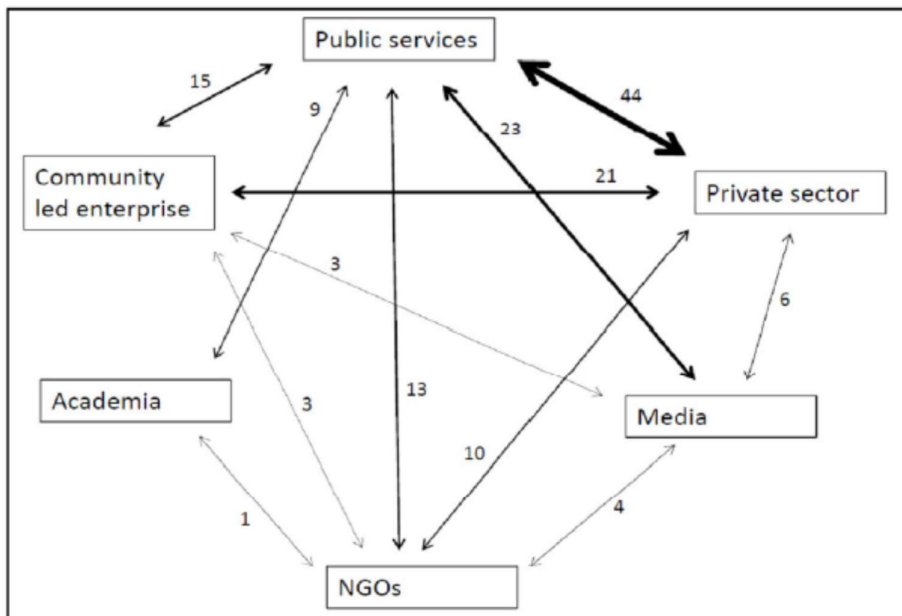 Public services
15
44
9
23
Community
led enterprise
21
Private sector
3
6
Academia
3
13
Media
10
1
4
NGOs